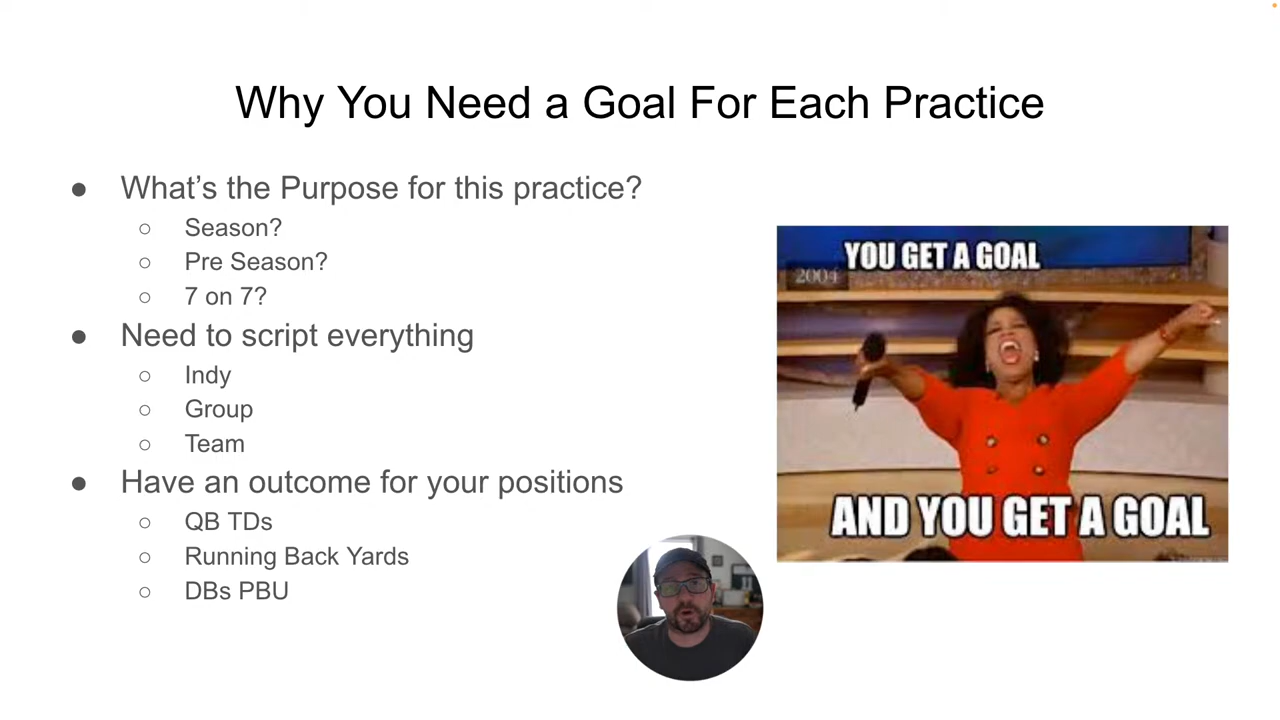 Why You Need a Goal For Each Practice
● What’s the Purpose for this practice?
○ Season?
○ Pre Season?
○ 7 on 7?
● Need to script everything
○ Indy
○ Group
○ Team
● Have an outcome for your positions
○ QB TDs
○ Running Back Yards
○ DBs PBU
YOU GET A GOAL
2004
AND YOU GET A GOAL